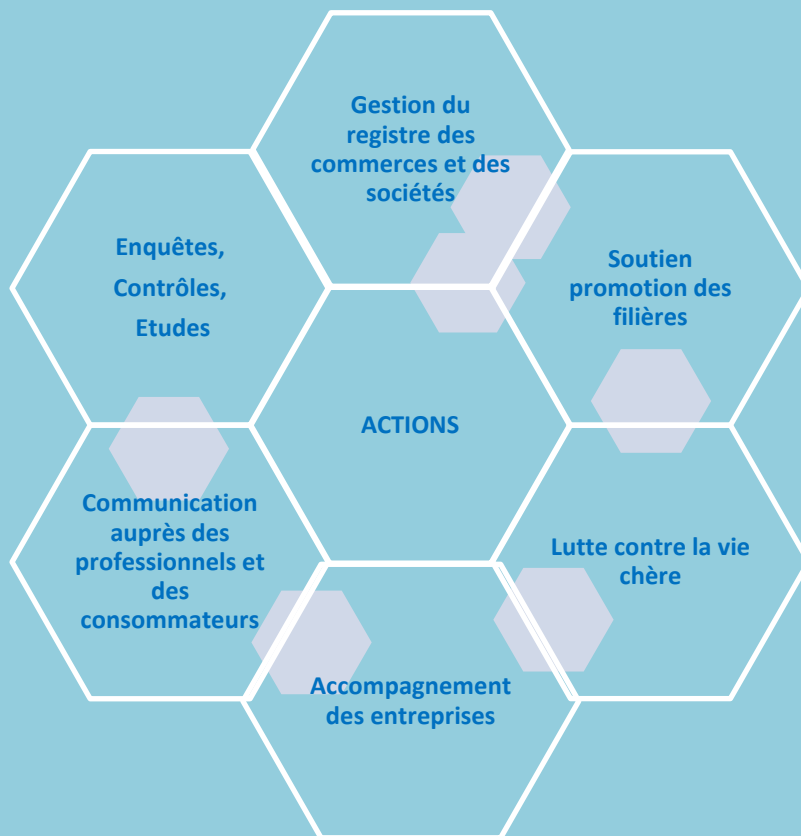 Gestion du
registre des
commerces et des
sociétés
Enquêtes,
Contrôles,
Etudes
Soutien
promotion des
filières
ACTIONS
Communication
auprès des
professionnels et
des
consommateurs
Lutte contre la vie
chère
Accompagnement
des entreprises